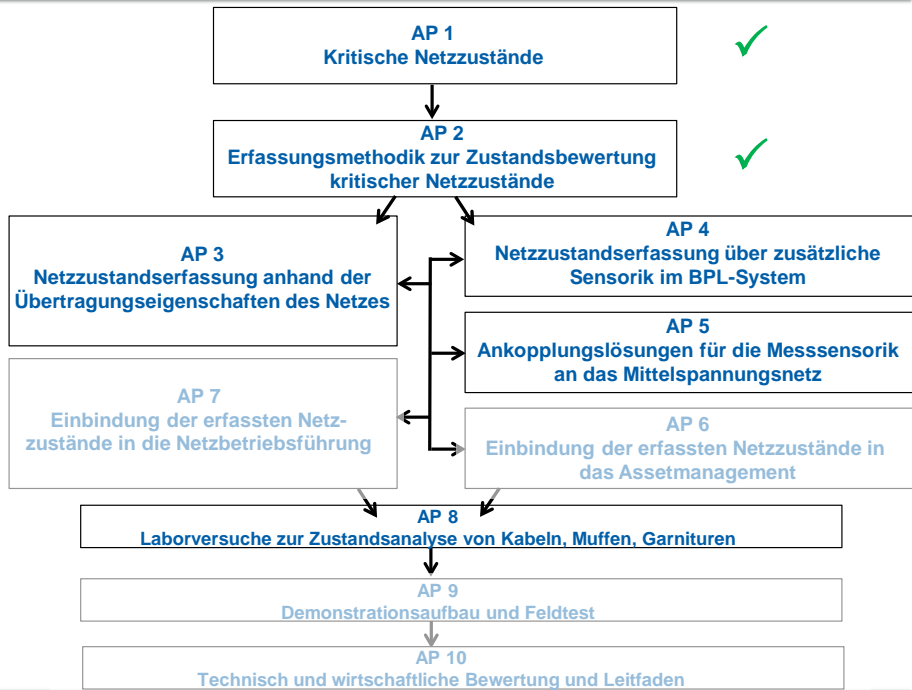 AP 1
Kritische Netzzustände
AP 2
Erfassungsmethodik zur Zustandsbewertung
kritischer Netzzustände
AP 3
Netzzustandserfassung anhand der
Übertragungseigenschaften des Netzes
AP 4
Netzzustandserfassung über zusätzliche
Sensorik im BPL-System
AP 5
Ankopplungslösungen für die Messsensorik
an das Mittelspannungsnetz
AP 7
Einbindung der erfassten Netz-
zustände in die Netzbetriebsführung
AP 6
Einbindung der erfassten Netzzustände in
das Assetmanagement
AP 8
Laborversuche zur Zustandsanalyse von Kabeln, Muffen, Garnituren
AP 9
Demonstrationsaufbau und Feldtest
AP 10
Technisch und wirtschaftliche Bewertung und Leitfaden